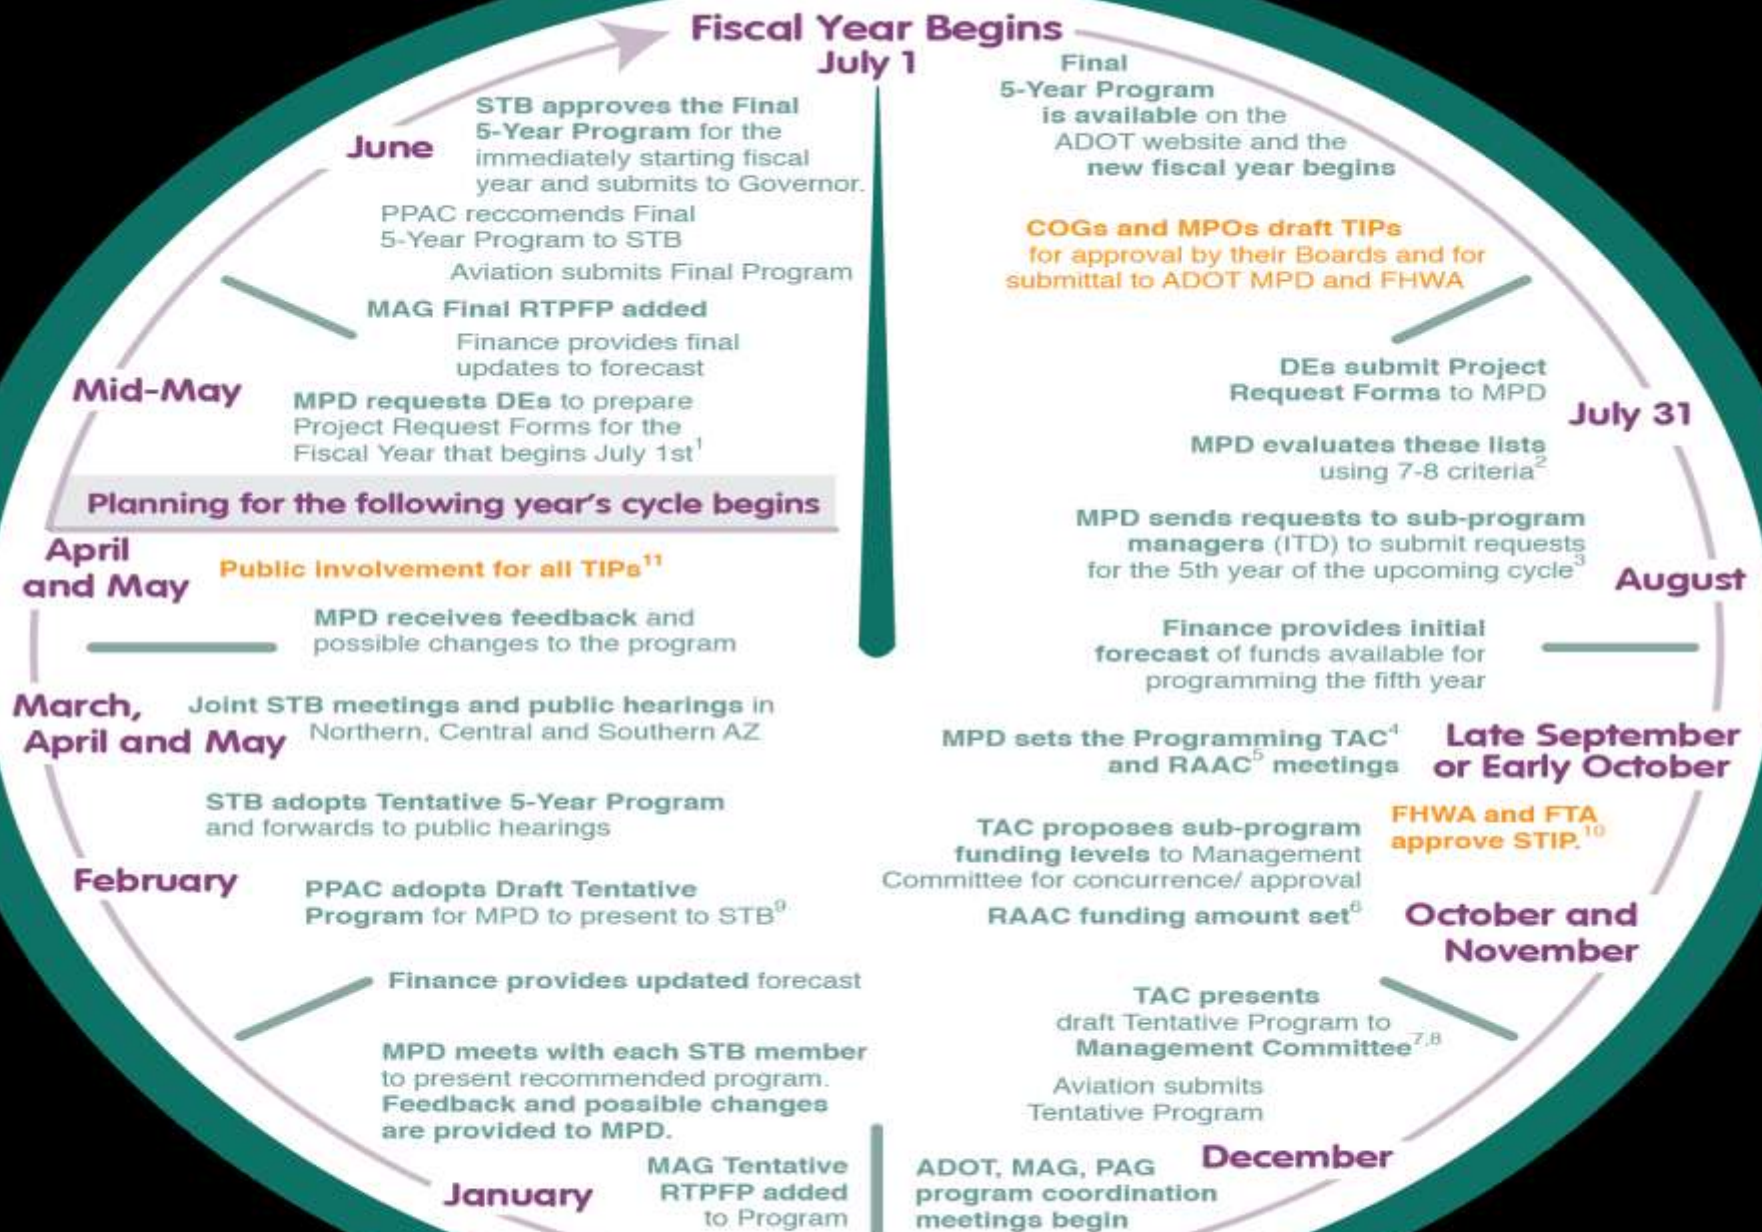 Fiscal Year Begins
July 1
Final
5-Year Program
is available on the
ADOT website and the
new fiscal year begins
COGs and MPOs draft TIPs
for approval by their Boards and for
submittal to ADOT MPD and FHWA
DEs submit Project
Request Forms to MPD
July 31
MPD evaluates these lists
using 7-8 criteria2
MPD sends requests to sub-program
managers (ITD) to submit requests
for the 5th year of the upcoming cycle3
August
Finance provides initial
forecast of funds available for
programming the fifth year
MPD sets the Programming TAC4
and RAAC5 meetings
Late September
or Early October
FHWA and FTA
approve STIP.10
TAC proposes sub-program
funding levels to Management
Committee for concurrence/ approval
RAAC funding amount set6
October and
November
TAC presents
draft Tentative Program to
Management Committee7,8
Aviation submits
Tentative Program
December
ADOT, MAG, PAG
program coordination
meetings begin
MAG Tentative
RTPFP added
to Program
January
MPD meets with each STB member
to present recommended program.
Feedback and possible changes
are provided to MPD.
Finance provides updated forecast
PPAC adopts Draft Tentative
Program for MPD to present to STB9
February
STB adopts Tentative 5-Year Program
and forwards to public hearings
March,
April and May
Joint STB meetings and public hearings in
Northern, Central and Southern AZ
MPD receives feedback and
possible changes to the program
April
and May
Public involvement for all TIPs11
Planning for the following year's cycle begins
MPD requests DEs to prepare
Project Request Forms for the
Fiscal Year that begins July 1st1
Mid-May
Finance provides final
updates to forecast
MAG Final RTPFP added
Aviation submits Final Program
PPAC reccomends Final
5-Year Program to STB
June
STB approves the Final
5-Year Program for the
immediately starting fiscal
year and submits to Governor.